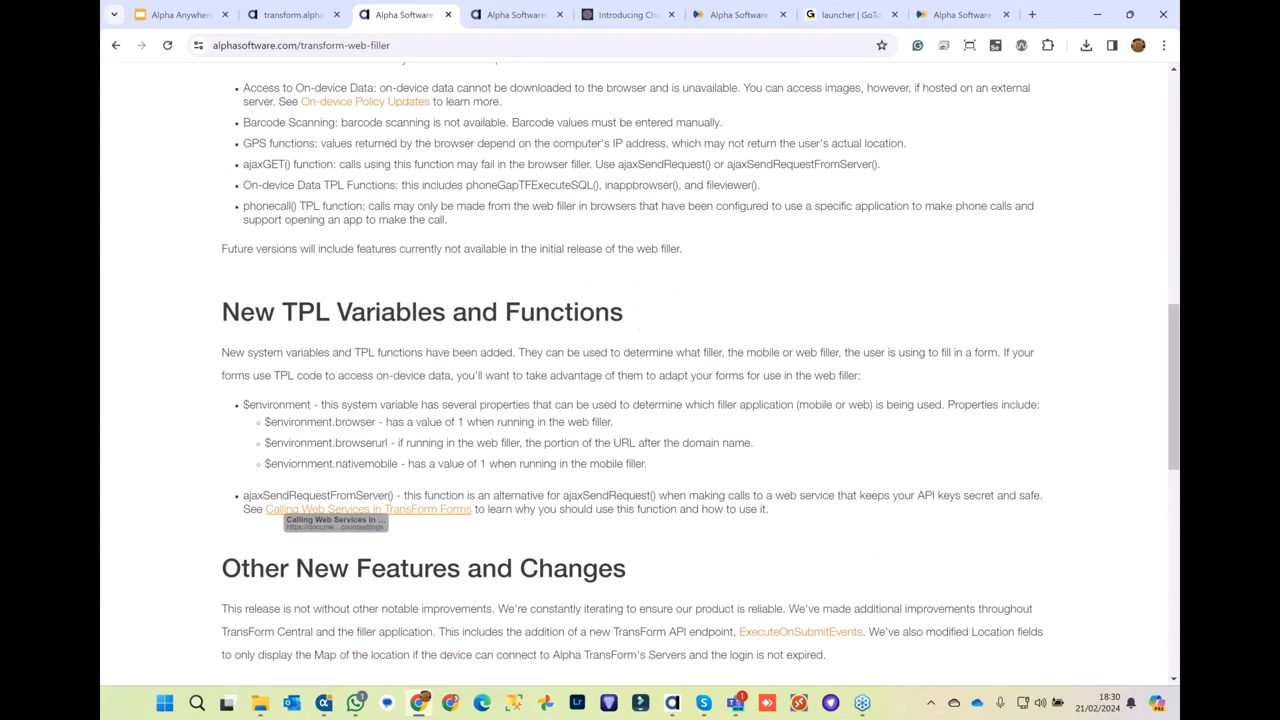 Alpha Anywhere
transform.alpha
Alpha Software
Alpha Software
Introducing Cha
Alpha Software
launcher | GoTo
Alpha Software
alphasoftware.com/transform-web-filler
• Access to On-device Data: on-device data cannot be downloaded to the browser and is unavailable. You can access images, however, if hosted on an external
server. See On-device Policy Updates to learn more.
• Barcode Scanning: barcode scanning is not available. Barcode values must be entered manually.
• GPS functions: values returned by the browser depend on the computer's IP address, which may not return the user's actual location.
• ajaxGET() function: calls using this function may fail in the browser filler. Use ajaxSendRequest() or ajaxSendRequestFromServer().
• On-device Data TPL Functions: this includes phoneGapTFExecuteSQL(), inappbrowser(), and fileviewer().
• phonecall() TPL function: calls may only be made from the web filler in browsers that have been configured to use a specific application to make phone calls and
support opening an app to make the call.
Future versions will include features currently not available in the initial release of the web filler.
New TPL Variables and Functions
New system variables and TPL functions have been added. They can be used to determine what filler, the mobile or web filler, the user is using to fill in a form. If your
forms use TPL code to access on-device data, you'll want to take advantage of them to adapt your forms for use in the web filler:
• $environment - this system variable has several properties that can be used to determine which filler application (mobile or web) is being used. Properties include:
◦ $environment.browser - has a value of 1 when running in the web filler.
◦ $environment.browserurl - if running in the web filler, the portion of the URL after the domain name.
◦ $enviornment.nativemobile - has a value of 1 when running in the mobile filler.
• ajaxSendRequestFromServer() - this function is an alternative for ajaxSendRequest() when making calls to a web service that keeps your API keys secret and safe.
See Calling Web Services in TransForm Forms to learn why you should use this function and how to use it.
Calling Web Services in ...
Other New Features and Changes
This release is not without other notable improvements. We're constantly iterating to ensure our product is reliable. We've made additional improvements throughout
TransForm Central and the filler application. This includes the addition of a new TransForm API endpoint, ExecuteOnSubmitEvents. We've also modified Location fields
to only display the Map of the location if the device can connect to Alpha TransForm's Servers and the login is not expired.
18:30
21/02/2024